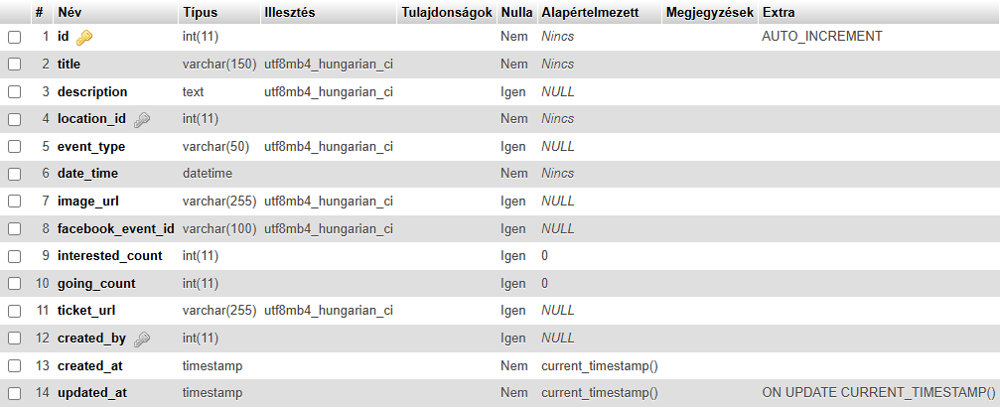 # Név Típus Illesztés Tulajdonságok Nulla Alapértelmezett Megjegyzések Extra
1 id int(11) Nem Nincs AUTO_INCREMENT
2 title varchar(150) utf8mb4_hungarian_ci Nem Nincs
3 description text utf8mb4_hungarian_ci Igen NULL
4 location_id int(11) Nem Nincs
5 event_type varchar(50) utf8mb4_hungarian_ci Igen NULL
6 date_time datetime Nem Nincs
7 image_url varchar(255) utf8mb4_hungarian_ci Igen NULL
8 facebook_event_id varchar(100) utf8mb4_hungarian_ci Igen NULL
9 interested_count int(11) Igen 0
10 going_count int(11) Igen 0
11 ticket_url varchar(255) utf8mb4_hungarian_ci Igen NULL
12 created_by int(11) Igen NULL
13 created_at timestamp Nem current_timestamp()
14 updated_at timestamp Nem current_timestamp() ON UPDATE CURRENT_TIMESTAMP()